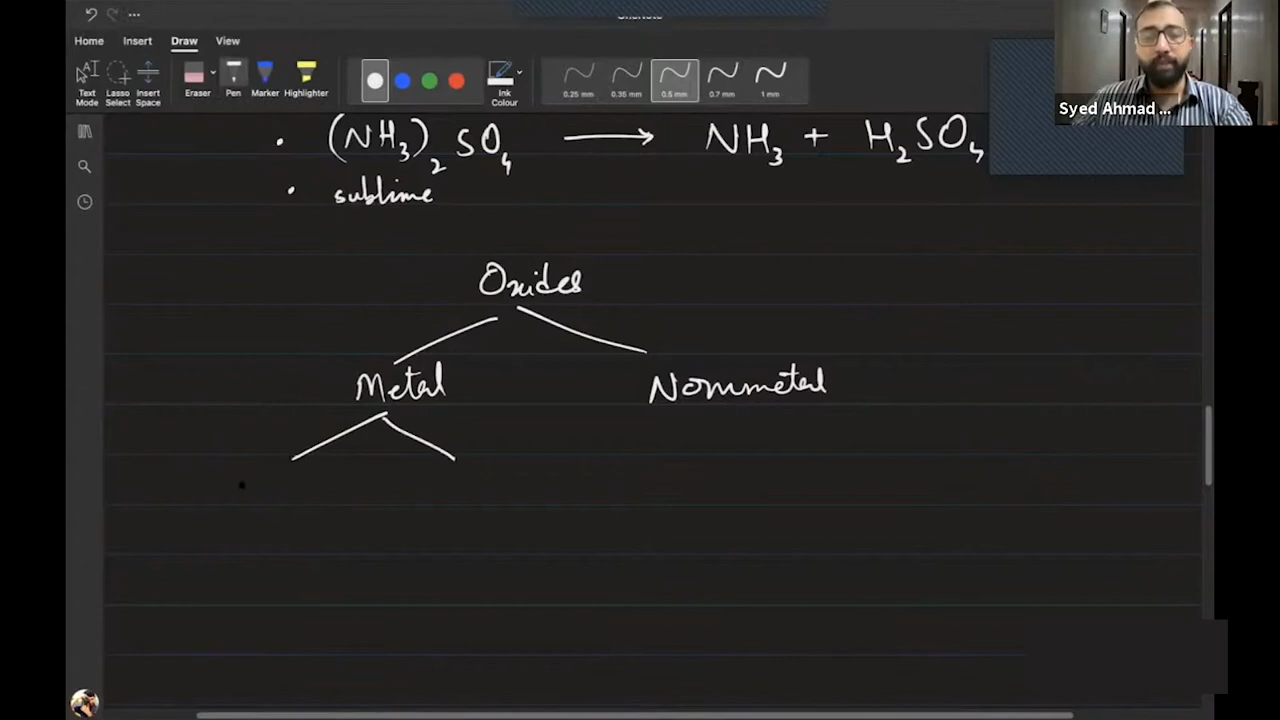 OneNote
Home Insert Draw View
Text Mode Lasso Select Insert Space Eraser Pen Marker Highlighter Ink Colour 0.25 mm 0.35 mm 0.5 mm 0.7 mm 1 mm
Syed Ahmad ...
• (NH₃)₂ SO₄ → NH₃ + H₂SO₄
• sublime
Oxides
Metal Nonmetal